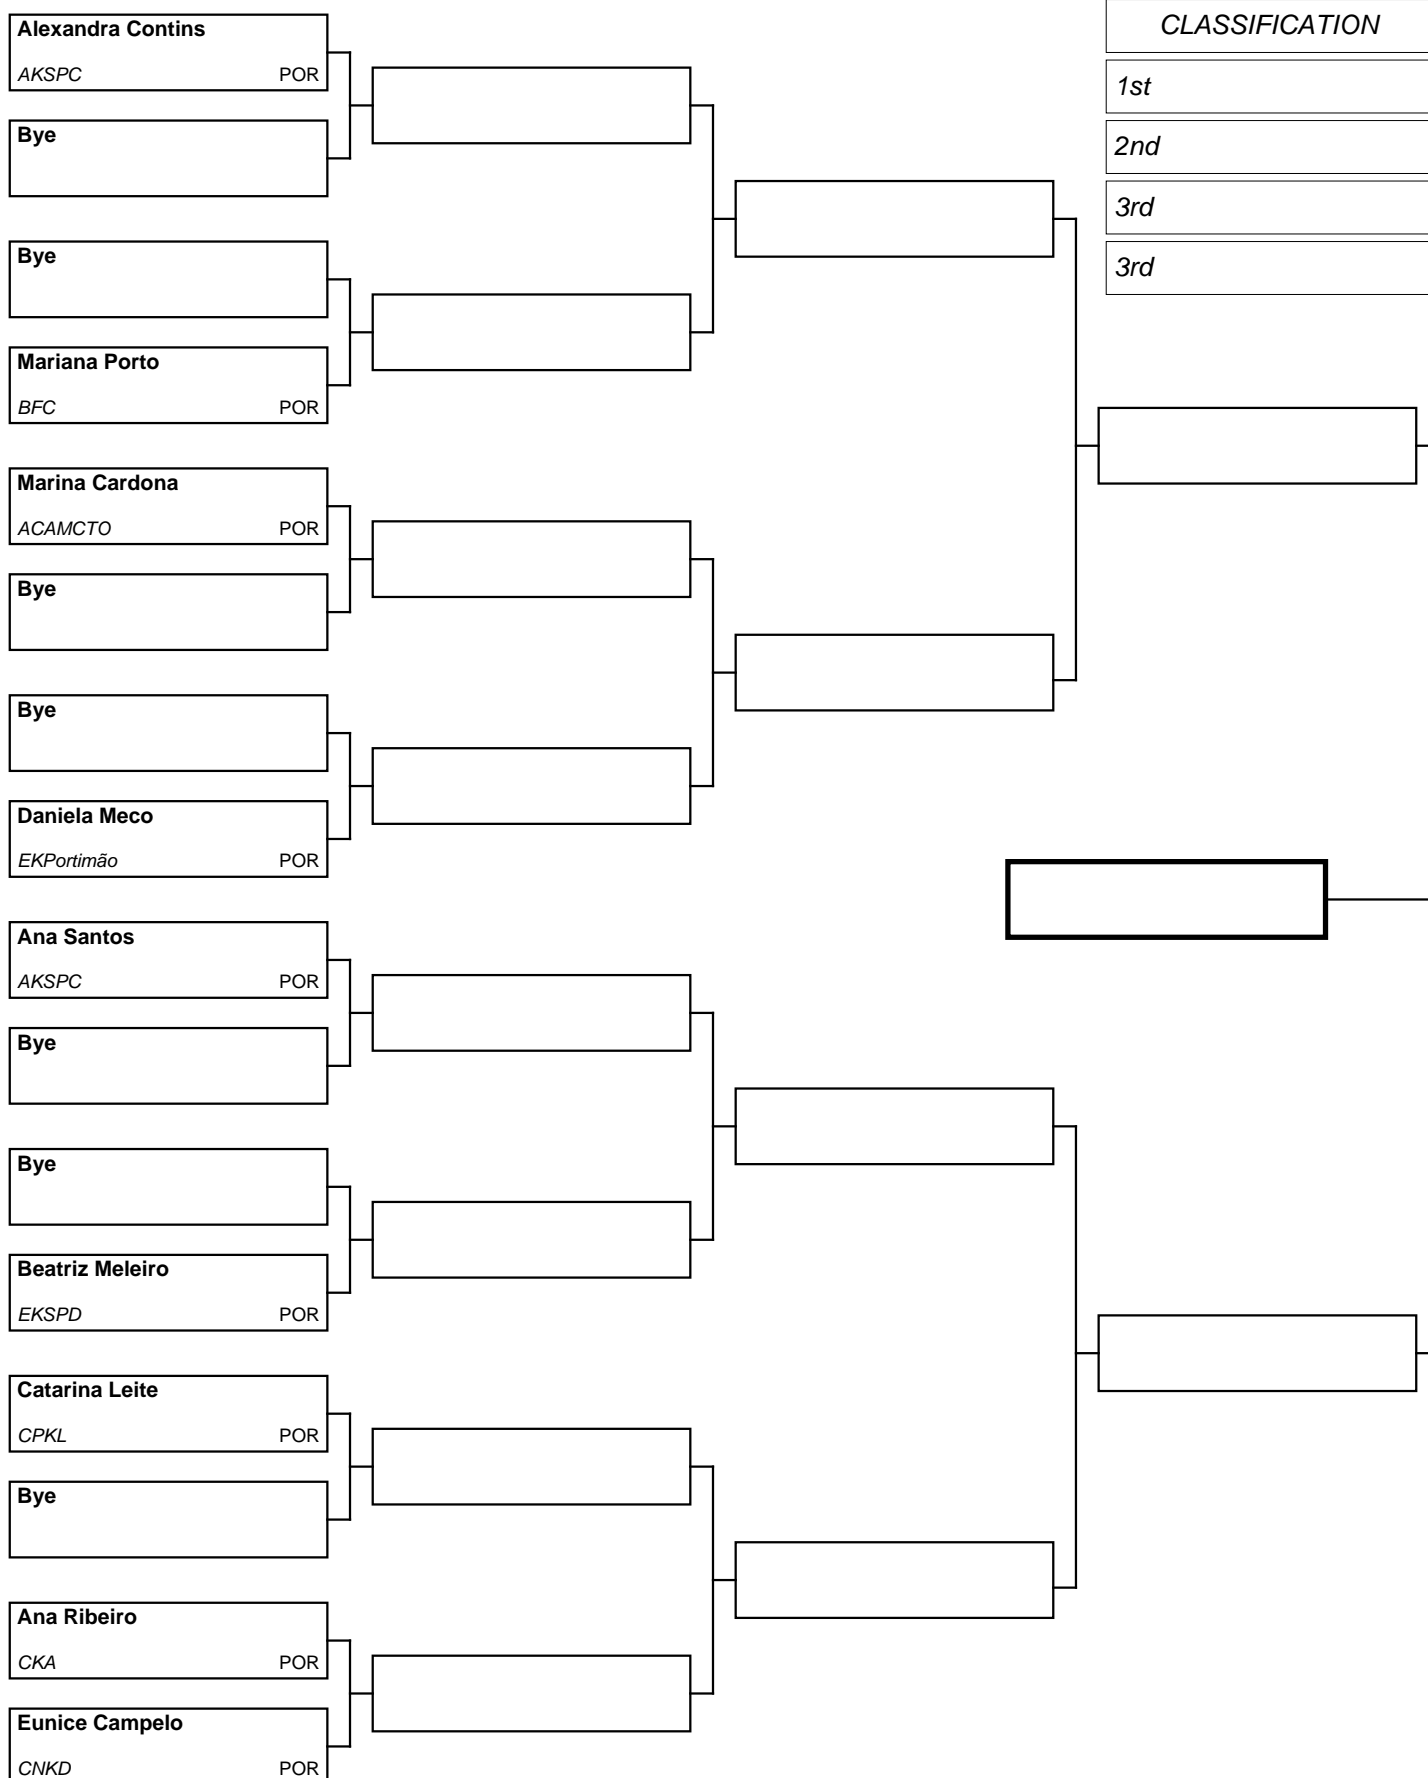 Alexandra Contins
AKSPC POR
Bye
Bye
Mariana Porto
BFC POR
Marina Cardona
ACAMCTO POR
Bye
Bye
Daniela Meco
EKPortimão POR
Ana Santos
AKSPC POR
Bye
Bye
Beatriz Meleiro
EKSPD POR
Catarina Leite
CPKL POR
Bye
Ana Ribeiro
CKA POR
Eunice Campelo
CNKD POR
CLASSIFICATION
1st
2nd
3rd
3rd